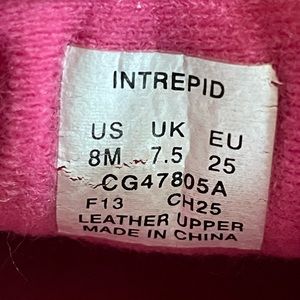 INTREPID
US UK EU
8M 7.5 25
CG47805A
F13 CH25
LEATHER UPPER
MADE IN CHINA